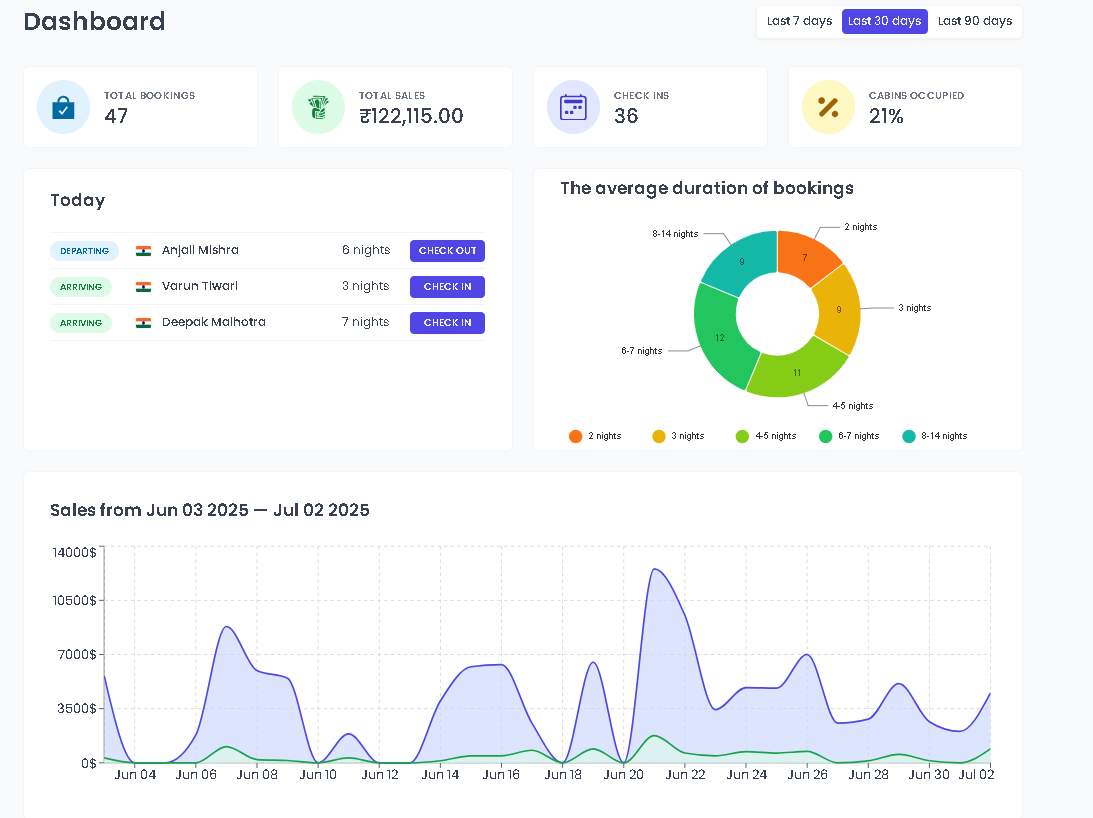 Dashboard
Last 7 days Last 30 days Last 90 days
TOTAL BOOKINGS
47
TOTAL SALES
₹122,115.00
CHECK INS
36
CABINS OCCUPIED
21%
Today
DEPARTING Anjali Mishra 6 nights CHECK OUT
ARRIVING Varun Tiwari 3 nights CHECK IN
ARRIVING Deepak Malhotra 7 nights CHECK IN
The average duration of bookings
2 nights
8-14 nights
7
9
9
3 nights
12
6-7 nights
11
4-5 nights
2 nights 3 nights 4-5 nights 6-7 nights 8-14 nights
Sales from Jun 03 2025 — Jul 02 2025
14000$
10500$
7000$
3500$
0$
Jun 04 Jun 06 Jun 08 Jun 10 Jun 12 Jun 14 Jun 16 Jun 18 Jun 20 Jun 22 Jun 24 Jun 26 Jun 28 Jun 30 Jul 02